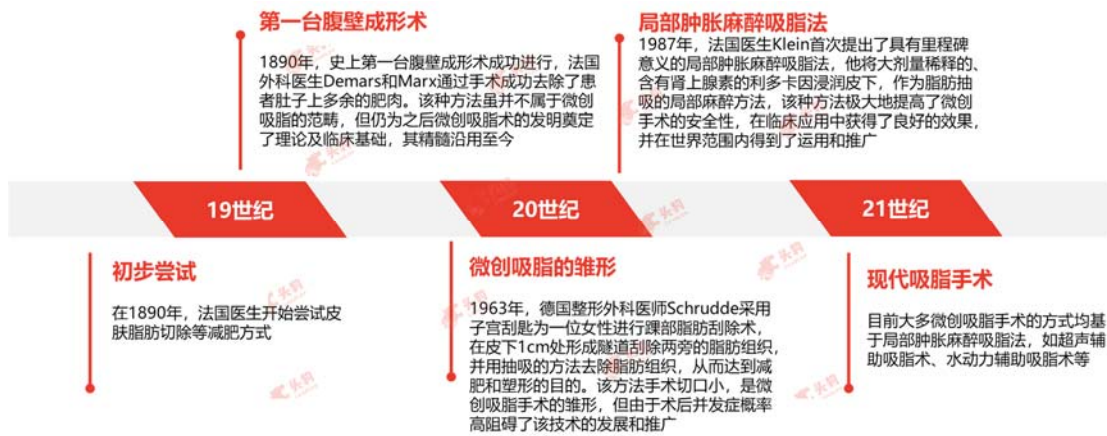 第一台腹壁成形术
1890年，史上第一台腹壁成形术成功进行，法国
外科医生Demars和Marx通过手术成功去除了患
者肚子上多余的肥肉。该种方法虽并不属于微创
吸脂的范畴，但仍为之后微创吸脂术的发明奠定
了理论及临床基础，其精髓沿用至今
局部肿胀麻醉吸脂法
1987年，法国医生Klein首次提出了具有里程碑
意义的局部肿胀麻醉吸脂法，他将大剂量稀释的、
含有肾上腺素的利多卡因浸润皮下，作为脂肪抽
吸的局部麻醉方法，该种方法极大地提高了微创
手术的安全性，在临床应用中获得了良好的效果，
并在世界范围内得到了运用和推广
19世纪
20世纪
21世纪
初步尝试
在1890年，法国医生开始尝试皮
肤脂肪切除等减肥方式
微创吸脂的雏形
1963年，德国整形外科医师Schrudde采用
子宫刮匙为一位女性进行踝部脂肪刮除术，
在皮下1cm处形成隧道刮除两旁的脂肪组织，
并用抽吸的方法去除脂肪组织，从而达到减
肥和塑形的目的。该方法手术切口小，是微
创吸脂手术的雏形，但由于术后并发症概率
高阻碍了该技术的发展和推广
现代吸脂手术
目前大多微创吸脂手术的方式均基
于局部肿胀麻醉吸脂法，如超声辅
助吸脂术、水动力辅助吸脂术等
头豹
头豹
头豹
头豹
头豹
头豹
头豹